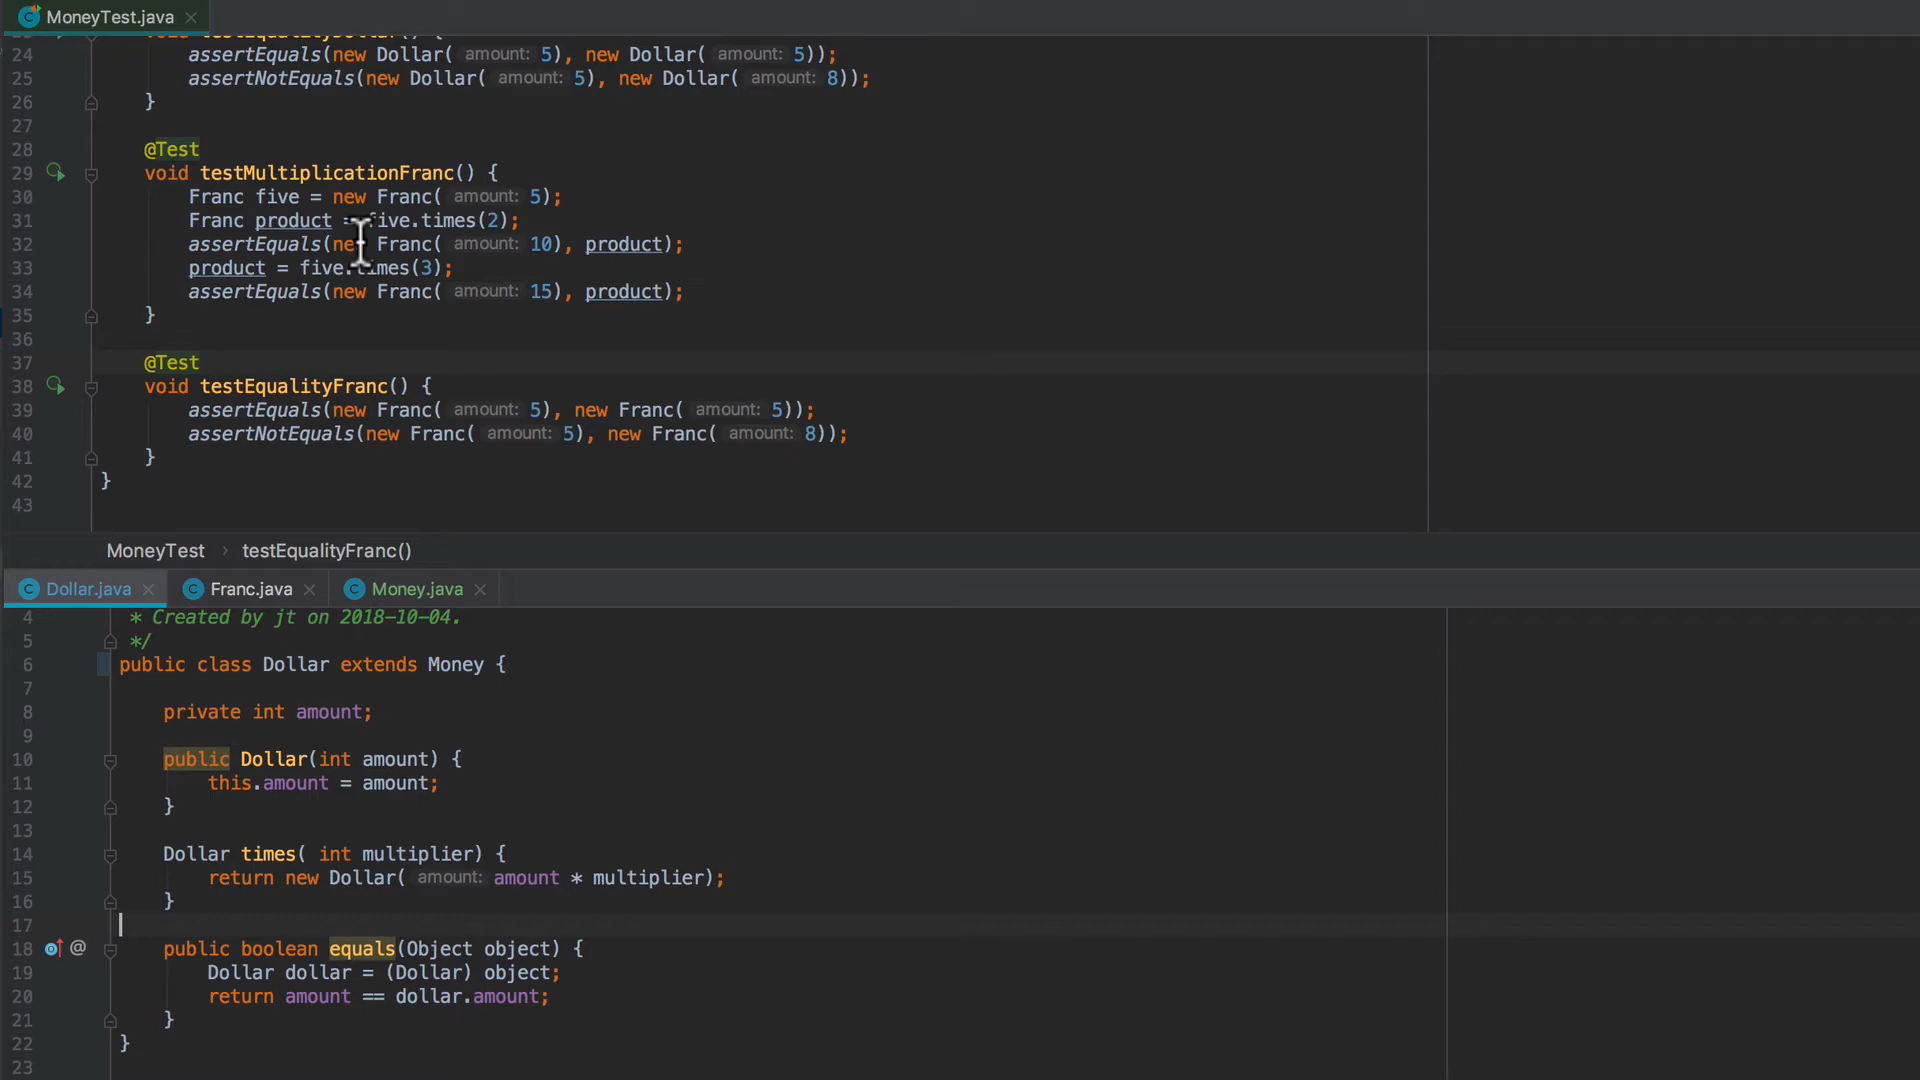 MoneyTest.java
24 assertEquals(new Dollar( amount: 5), new Dollar( amount: 5));
25 assertNotEquals(new Dollar( amount: 5), new Dollar( amount: 8));
26 }
27
28 @Test
29 void testMultiplicationFranc() {
30 Franc five = new Franc( amount: 5);
31 Franc product = five.times(2);
32 assertEquals(new Franc( amount: 10), product);
33 product = five.times(3);
34 assertEquals(new Franc( amount: 15), product);
35 }
36
37 @Test
38 void testEqualityFranc() {
39 assertEquals(new Franc( amount: 5), new Franc( amount: 5));
40 assertNotEquals(new Franc( amount: 5), new Franc( amount: 8));
41 }
42 }
43
MoneyTest › testEqualityFranc()
Dollar.java Franc.java Money.java
4 * Created by jt on 2018-10-04.
5 */
6 public class Dollar extends Money {
7
8 private int amount;
9
10 public Dollar(int amount) {
11 this.amount = amount;
12 }
13
14 Dollar times( int multiplier) {
15 return new Dollar( amount: amount * multiplier);
16 }
17
18 @ public boolean equals(Object object) {
19 Dollar dollar = (Dollar) object;
20 return amount == dollar.amount;
21 }
22 }
23